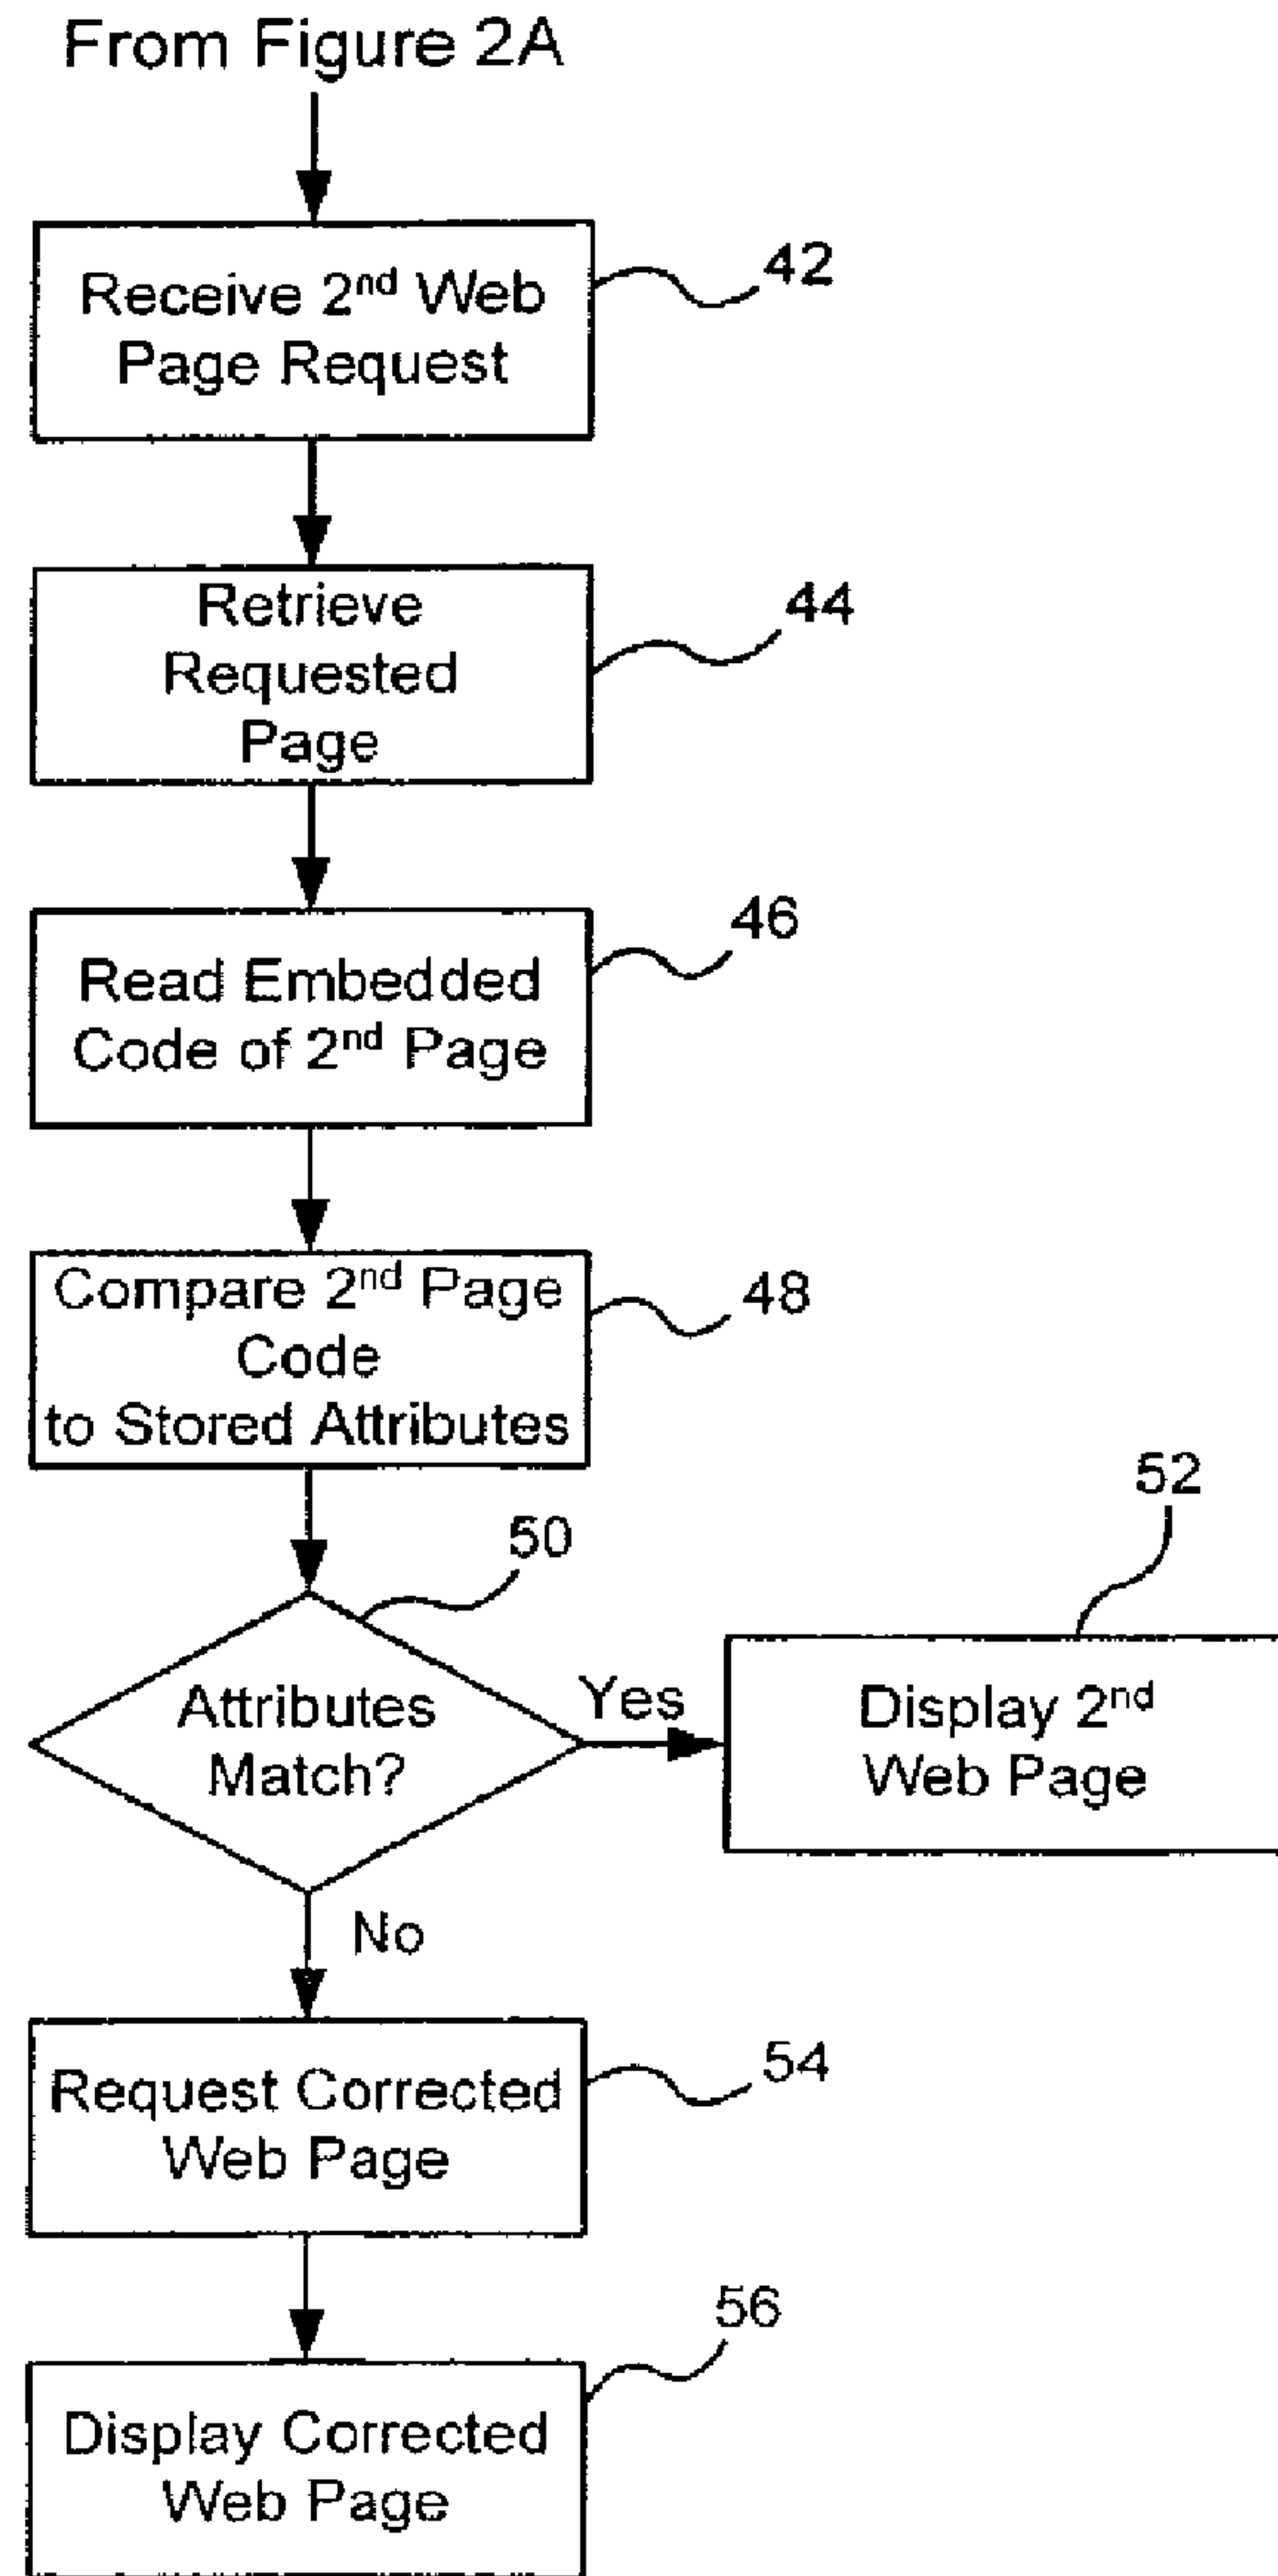 From Figure 2A
Receive 2nd Web
Page Request
42
Retrieve
Requested
Page
44
Read Embedded
Code of 2nd Page
46
Compare 2nd Page
Code
to Stored Attributes
48
50
Attributes
Match?
Yes
52
Display 2nd
Web Page
No
Request Corrected
Web Page
54
Display Corrected
Web Page
56